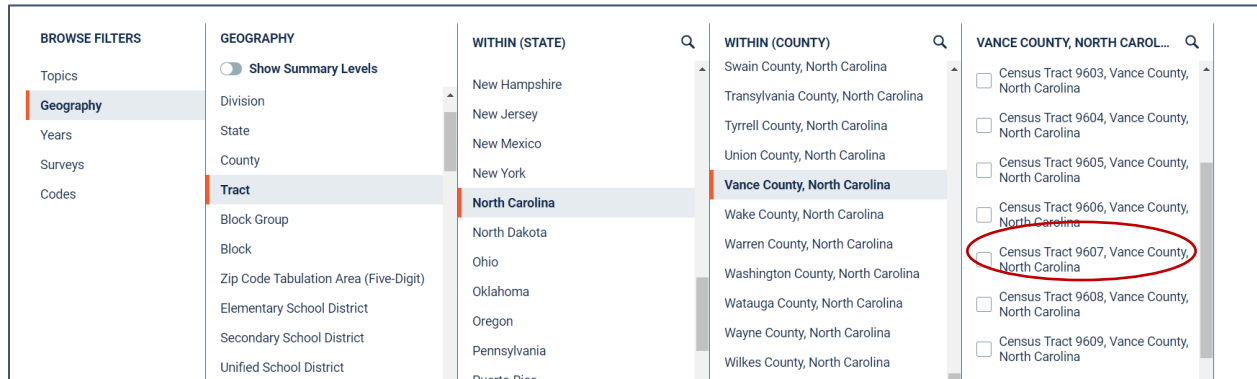 BROWSE FILTERS
Topics
Geography
Years
Surveys
Codes
GEOGRAPHY
Show Summary Levels
Division
State
County
Tract
Block Group
Block
Zip Code Tabulation Area (Five-Digit)
Elementary School District
Secondary School District
Unified School District
WITHIN (STATE)
New Hampshire
New Jersey
New Mexico
New York
North Carolina
North Dakota
Ohio
Oklahoma
Oregon
Pennsylvania
Puerto Rico
WITHIN (COUNTY)
Swain County, North Carolina
Transylvania County, North Carolina
Tyrrell County, North Carolina
Union County, North Carolina
Vance County, North Carolina
Wake County, North Carolina
Warren County, North Carolina
Washington County, North Carolina
Watauga County, North Carolina
Wayne County, North Carolina
Wilkes County, North Carolina
VANCE COUNTY, NORTH CAROL...
Census Tract 9603, Vance County,
North Carolina
Census Tract 9604, Vance County,
North Carolina
Census Tract 9605, Vance County,
North Carolina
Census Tract 9606, Vance County,
North Carolina
Census Tract 9607, Vance County,
North Carolina
Census Tract 9608, Vance County,
North Carolina
Census Tract 9609, Vance County,
North Carolina